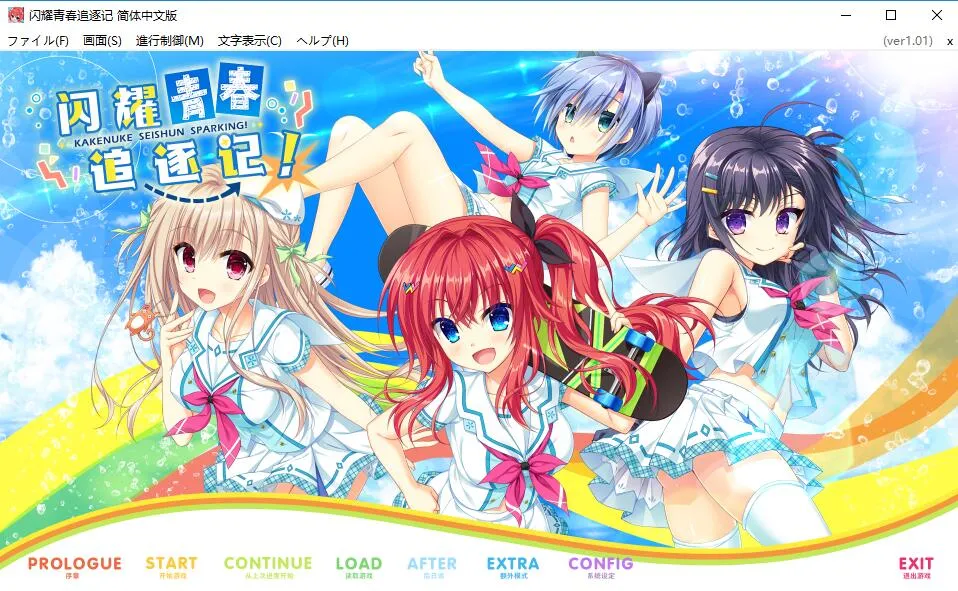 闪耀青春追逐记 简体中文版
ファイル(F) 画面(S) 進行制御(M) 文字表示(C) ヘルプ(H) (ver1.01) x
闪耀青春
KAKENUKE SEISHUN SPARKING!
追逐记!
PROLOGUE START CONTINUE LOAD AFTER EXTRA CONFIG EXIT
序章 开始游戏 从上次进度开始 读取游戏 后日谈 额外模式 系统设定 退出游戏